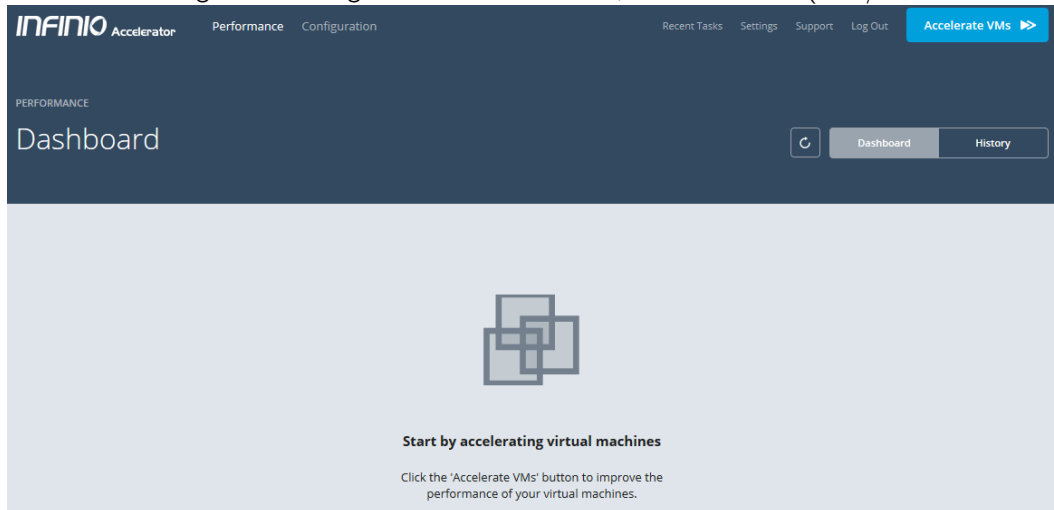 INFINIO Accelerator Performance Configuration Recent Tasks Settings Support Log Out Accelerate VMs
PERFORMANCE
Dashboard
Dashboard History
Start by accelerating virtual machines
Click the 'Accelerate VMs' button to improve the
performance of your virtual machines.